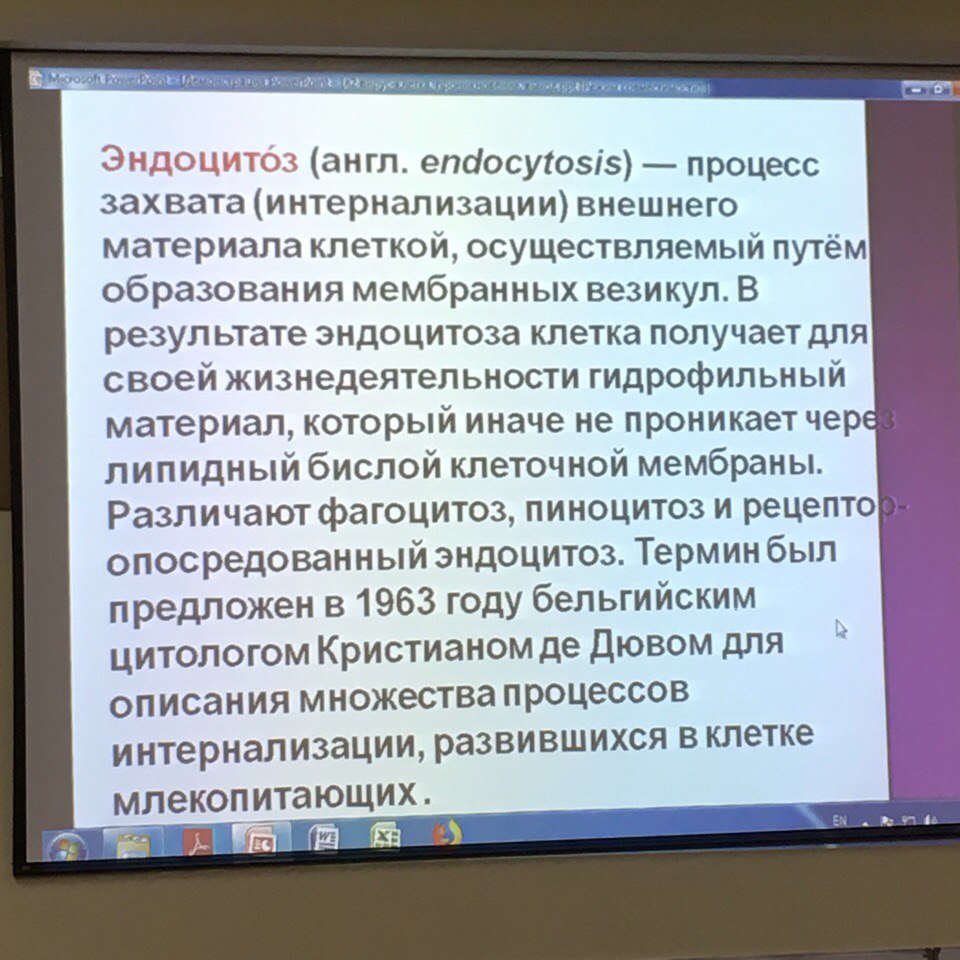 Microsoft PowerPoint
Эндоцито́з (англ. endocytosis) — процесс
захвата (интернализации) внешнего
материала клеткой, осуществляемый путём
образования мембранных везикул. В
результате эндоцитоза клетка получает для
своей жизнедеятельности гидрофильный
материал, который иначе не проникает через
липидный бислой клеточной мембраны.
Различают фагоцитоз, пиноцитоз и рецептор-
опосредованный эндоцитоз. Термин был
предложен в 1963 году бельгийским
цитологом Кристианом де Дювом для
описания множества процессов
интернализации, развившихся в клетке
млекопитающих .
EN